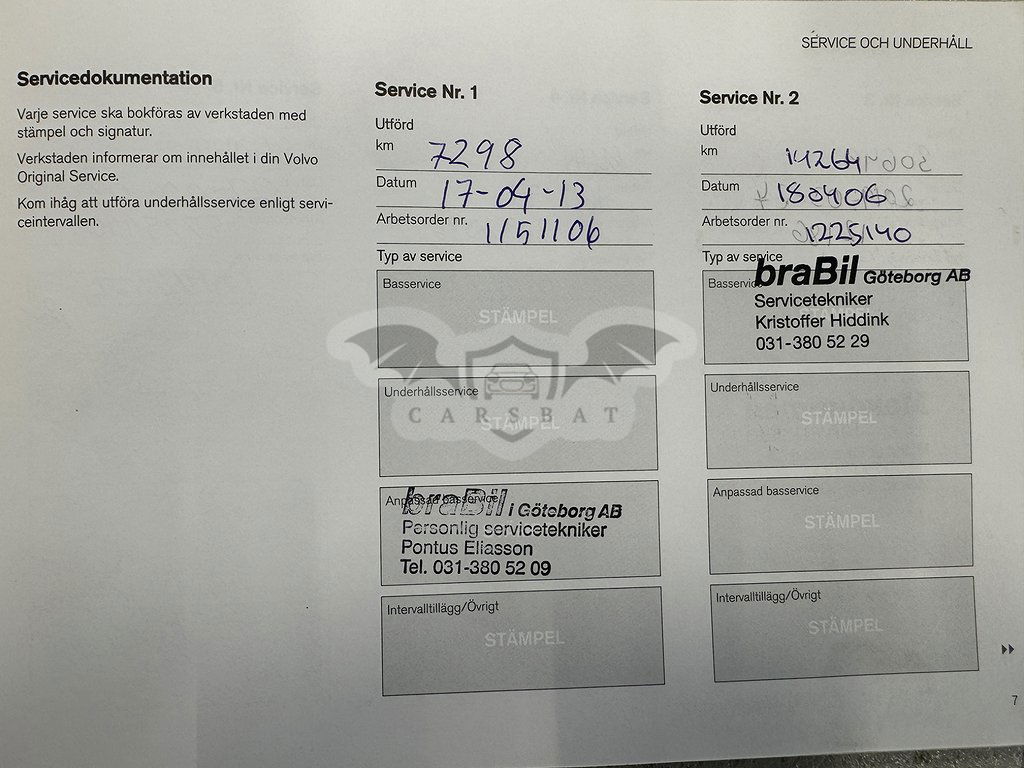 SERVICE OCH UNDERHÅLL
Servicedokumentation
Varje service ska bokföras av verkstaden med
stämpel och signatur.
Verkstaden informerar om innehållet i din Volvo
Original Service.
Kom ihåg att utföra underhållsservice enligt servi-
ceintervallen.
Service Nr. 1
Utförd
km 7298
Datum 17-04-13
Arbetsorder nr. 1151106
Typ av service
Basservice
STÄMPEL
Underhållsservice
STÄMPEL
Anpassad basservice
braBil i Göteborg AB
Personlig servicetekniker
Pontus Eliasson
Tel. 031-380 52 09
Intervalltillägg/Övrigt
STÄMPEL
Service Nr. 2
Utförd
km 14264
Datum 180406
Arbetsorder nr. 1225140
Typ av service
Basservice
braBil Göteborg AB
Servicetekniker
Kristoffer Hiddink
031-380 52 29
Underhållsservice
STÄMPEL
Anpassad basservice
STÄMPEL
Intervalltillägg/Övrigt
STÄMPEL
7
CARSBAT